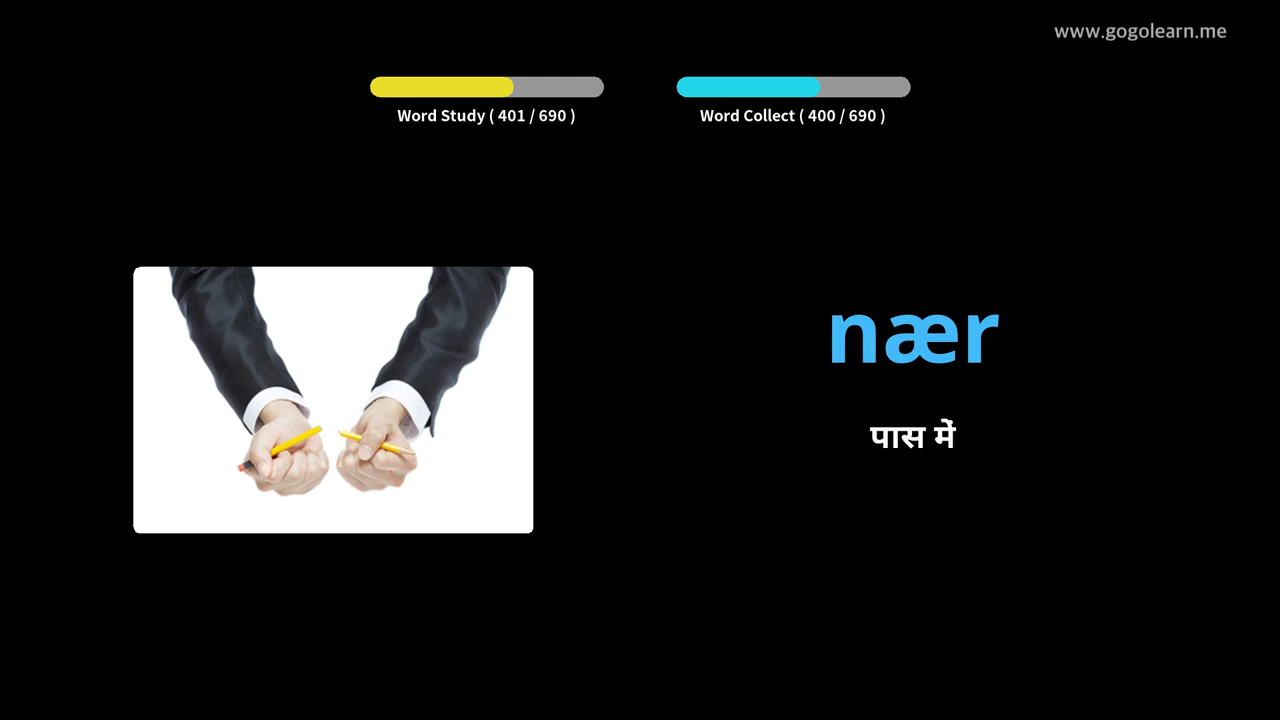 www.gogolearn.me
Word Study ( 401 / 690 )
Word Collect ( 400 / 690 )
nær
पास में